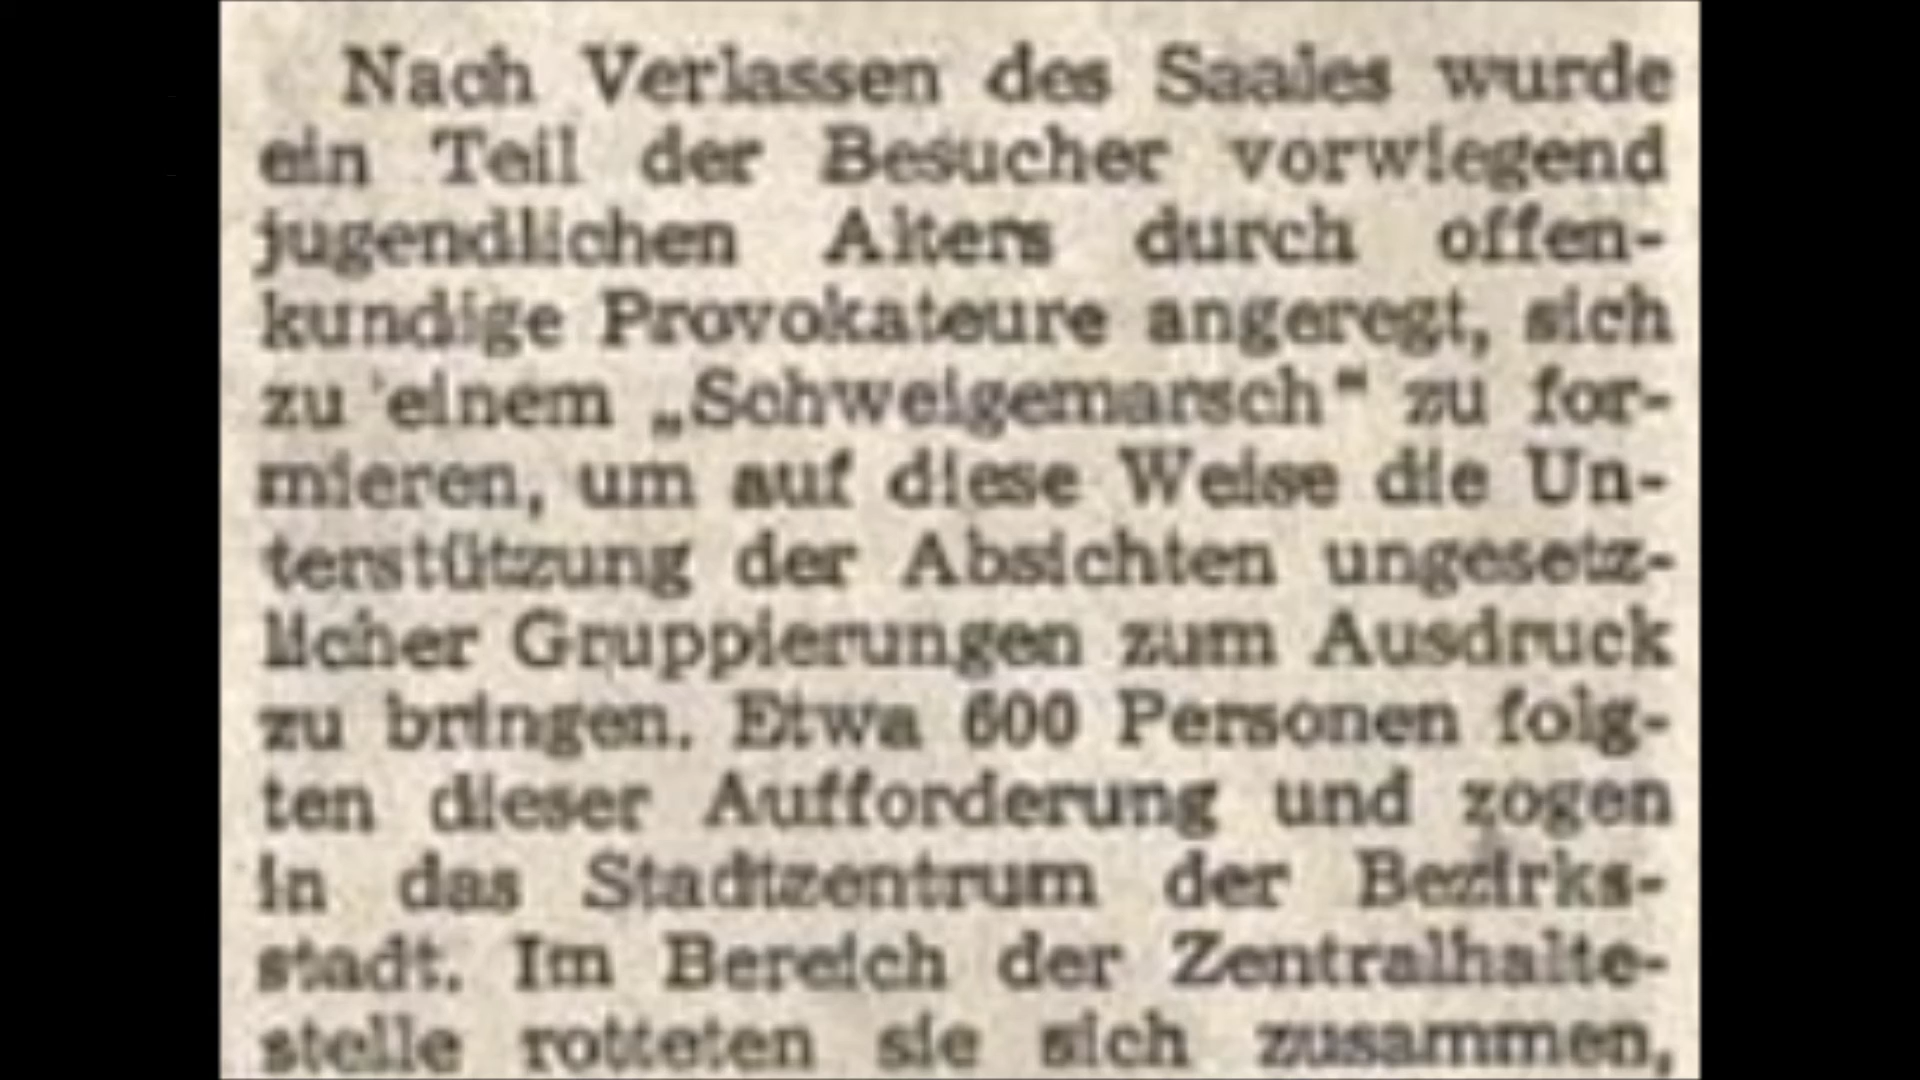 Nach Verlassen des Saales wurde
ein Teil der Besucher vorwiegend
jugendlichen Alters durch offen-
kundige Provokateure angeregt, sich
zu einem „Schweigemarsch“ zu for-
mieren, um auf diese Weise die Un-
terstützung der Absichten ungesetz-
licher Gruppierungen zum Ausdruck
zu bringen. Etwa 600 Personen folg-
ten dieser Aufforderung und zogen
in das Stadtzentrum der Bezirks-
stadt. Im Bereich der Zentralhalte-
stelle rotteten sie sich zusammen,